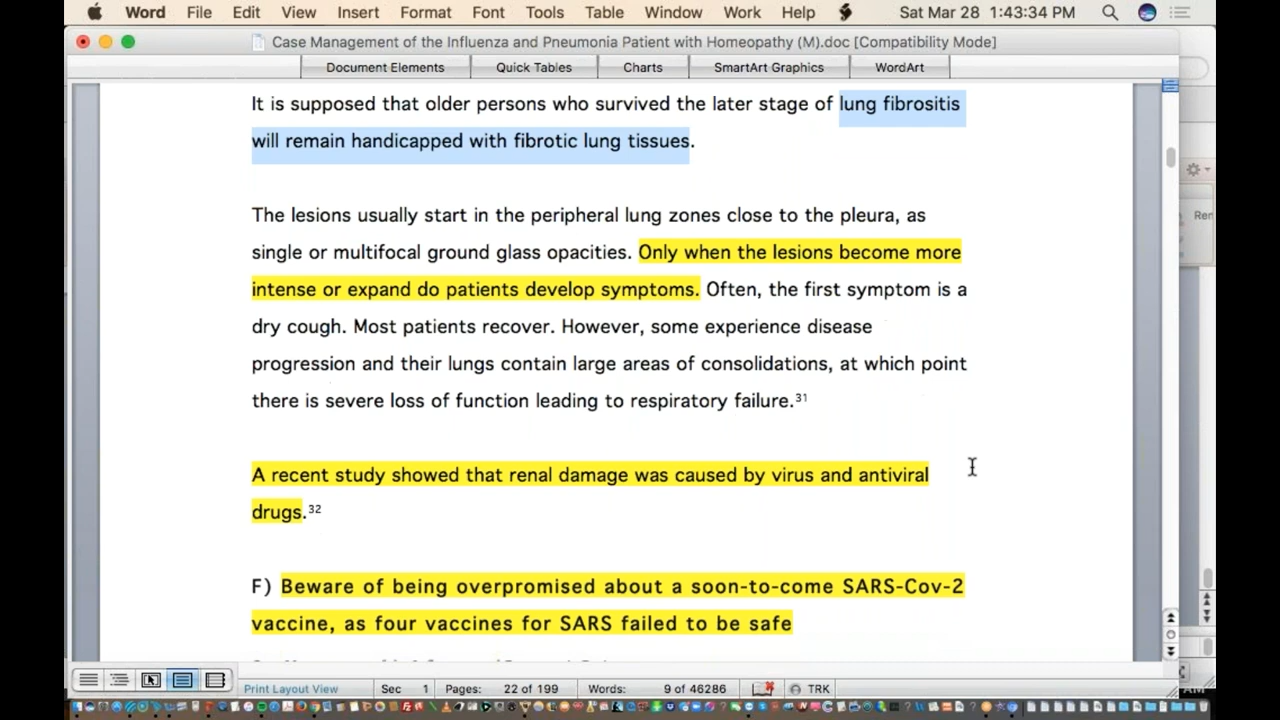 Word File Edit View Insert Format Font Tools Table Window Work Help Sat Mar 28 1:43:34 PM
Case Management of the Influenza and Pneumonia Patient with Homeopathy (M).doc [Compatibility Mode]
Document Elements Quick Tables Charts SmartArt Graphics WordArt
It is supposed that older persons who survived the later stage of lung fibrositis
will remain handicapped with fibrotic lung tissues.
The lesions usually start in the peripheral lung zones close to the pleura, as
single or multifocal ground glass opacities. Only when the lesions become more
intense or expand do patients develop symptoms. Often, the first symptom is a
dry cough. Most patients recover. However, some experience disease
progression and their lungs contain large areas of consolidations, at which point
there is severe loss of function leading to respiratory failure.31
A recent study showed that renal damage was caused by virus and antiviral
drugs.32
F) Beware of being overpromised about a soon-to-come SARS-Cov-2
vaccine, as four vaccines for SARS failed to be safe
Print Layout View Sec 1 Pages: 22 of 199 Words: 9 of 46286 TRK
Ren
AM